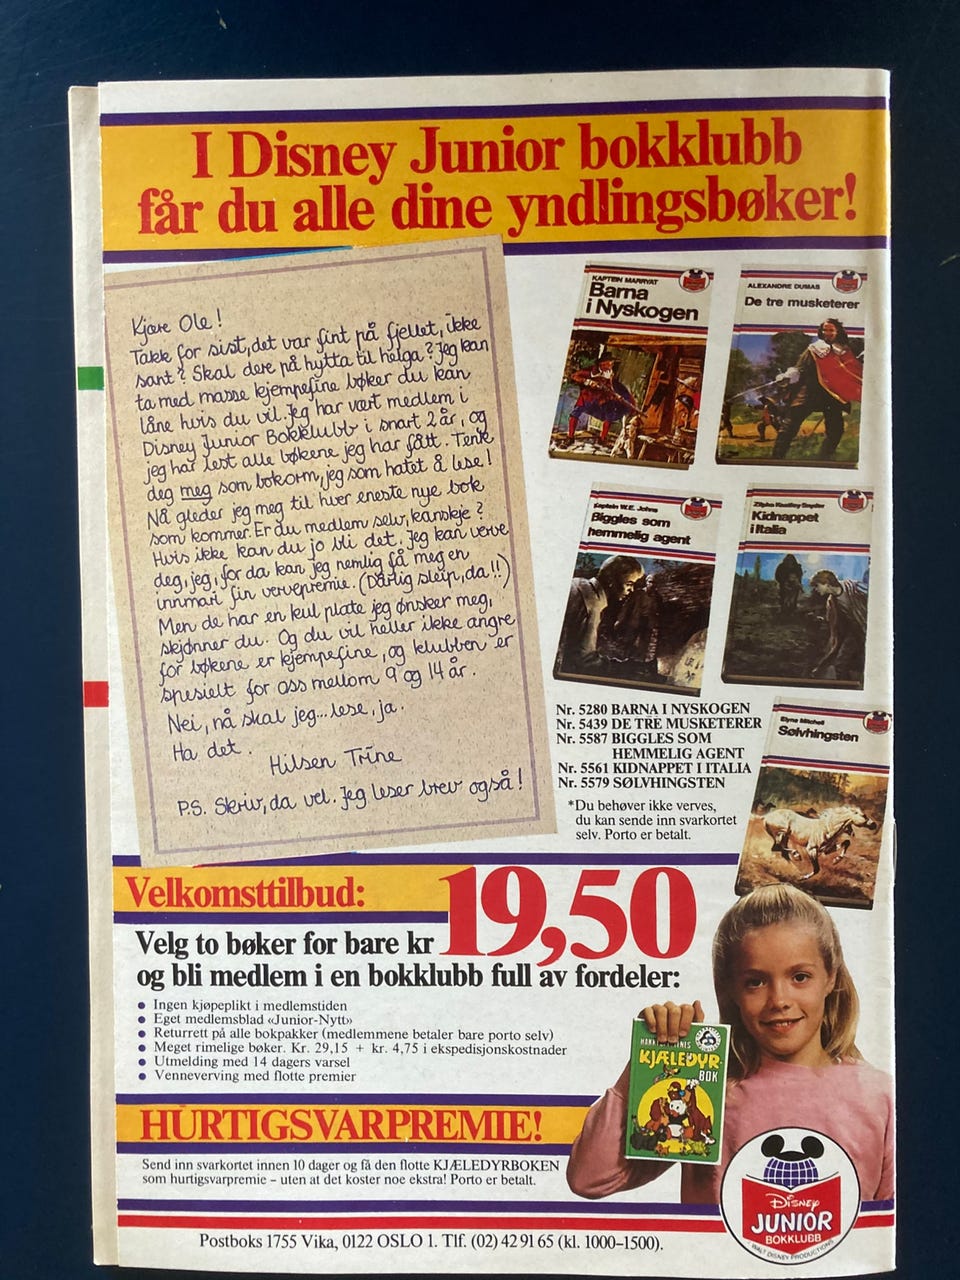 I Disney Junior bokklubb
får du alle dine yndlingsbøker!
Kjære Ole!
Takk for sist, det var fint på fjellet, ikke
sant? Skal dere på hytta til helga? Jeg kan
ta med masse kjempefine bøker du kan
låne hvis du vil. Jeg har vært medlem i
Disney Junior Bokklubb i snart 2 år, og
jeg har lest alle bøkene jeg har fått. Tenk
deg meg som bokorm, jeg som hatet å lese!
Nå gleder jeg meg til hver eneste nye bok
som kommer. Er du medlem selv, kanskje?
Hvis ikke kan du jo bli det. Jeg kan verve
deg, jeg, for da kan jeg nemlig få meg en
innmari fin vervepremie. (Dårlig sleip, da!!)
Men de har en kul plate jeg ønsker meg,
skjønner du. Og du vil heller ikke angre
for bøkene er kjempefine, og klubben er
spesielt for oss mellom 9 og 14 år.
Nei, nå skal jeg... lese, ja.
Ha det.
Hilsen Trine
P.S. Skriv, da vel. Jeg leser brev også!
KAPTEIN MARRYAT
Barna
i Nyskogen
ALEXANDRE DUMAS
De tre musketerer
Kaptein W.E. Johns
Biggles som
hemmelig agent
Zilpha Keatley Snyder
Kidnappet
i Italia
Elyne Mitchell
Sølvhingsten
Nr. 5280 BARNA I NYSKOGEN
Nr. 5439 DE TRE MUSKETERER
Nr. 5587 BIGGLES SOM
HEMMELIG AGENT
Nr. 5561 KIDNAPPET I ITALIA
Nr. 5579 SØLVHINGSTEN
*Du behøver ikke verves,
du kan sende inn svarkortet
selv. Porto er betalt.
Velkomsttilbud:
Velg to bøker for bare kr 19,50
og bli medlem i en bokklubb full av fordeler:
• Ingen kjøpeplikt i medlemstiden
• Eget medlemsblad «Junior-Nytt»
• Returrett på alle bokpakker (medlemmene betaler bare porto selv)
• Meget rimelige bøker. Kr. 29,15 + kr. 4,75 i ekspedisjonskostnader
• Utmelding med 14 dagers varsel
• Venneverving med flotte premier
KJÆLEDYR
BOK
HURTIGSVARPREMIE!
Send inn svarkortet innen 10 dager og få den flotte KJÆLEDYRBOKEN
som hurtigsvarpremie – uten at det koster noe ekstra! Porto er betalt.
Disney
JUNIOR
BOKKLUBB
WALT DISNEY PRODUCTIONS
Postboks 1755 Vika, 0122 OSLO 1. Tlf. (02) 42 91 65 (kl. 1000–1500).